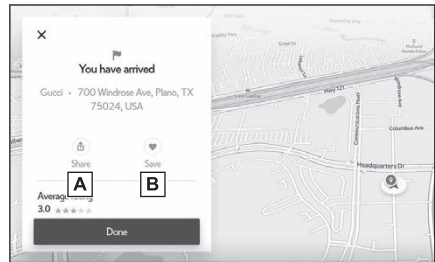 You have arrived
Gucci • 700 Windrose Ave, Plano, TX
75024, USA
Share
Save
A
B
Average
3.0
Done
Hwy 121
Communications Pkwy
Columbus Ave
Headquarters Dr